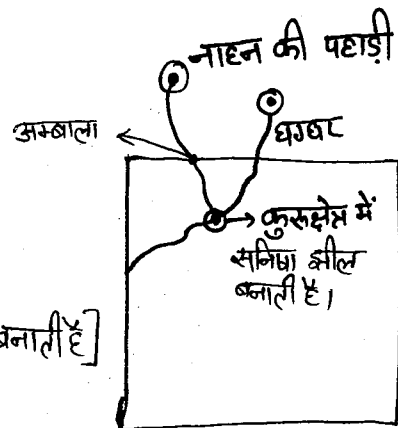 नाहन की पहाड़ी
घग्घर
अम्बाला
कुरूक्षेत्र में
सनिषा झील
बनाती है।
बनाती है]